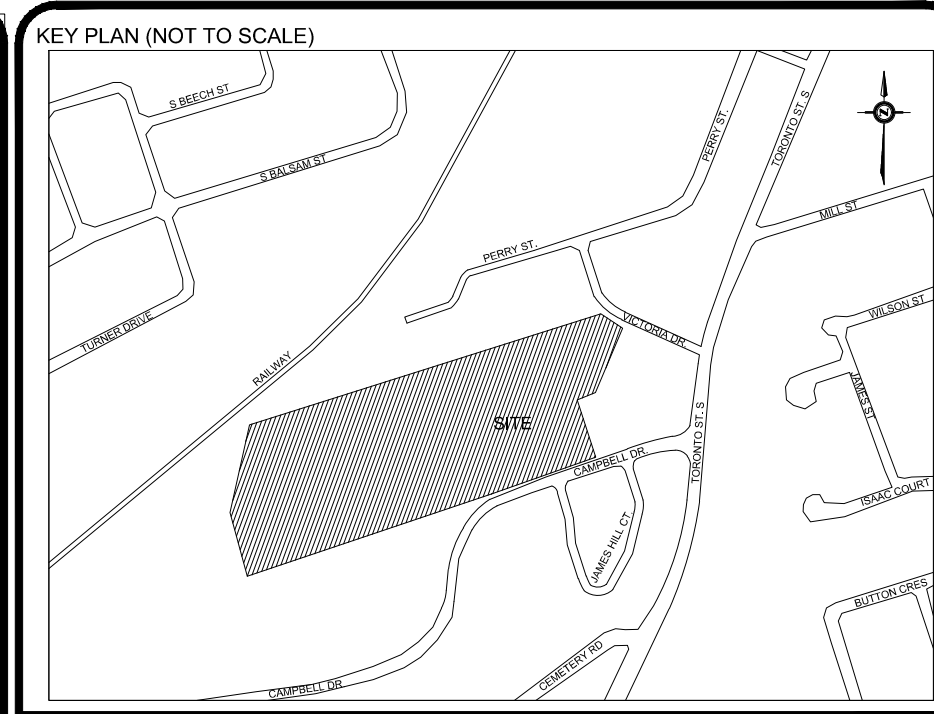 KEY PLAN (NOT TO SCALE)
S BEECH ST
S BALSAM ST
TURNER DRIVE
RAILWAY
PERRY ST.
PERRY ST.
TORONTO ST. S
MILL ST
N
VICTORIA DR.
WILSON ST
JAMES ST
ISAAC COURT
SITE
TORONTO ST. S
CAMPBELL DR.
JAMES HILL CT.
BUTTON CRES
CEMETERY RD
CAMPBELL DR